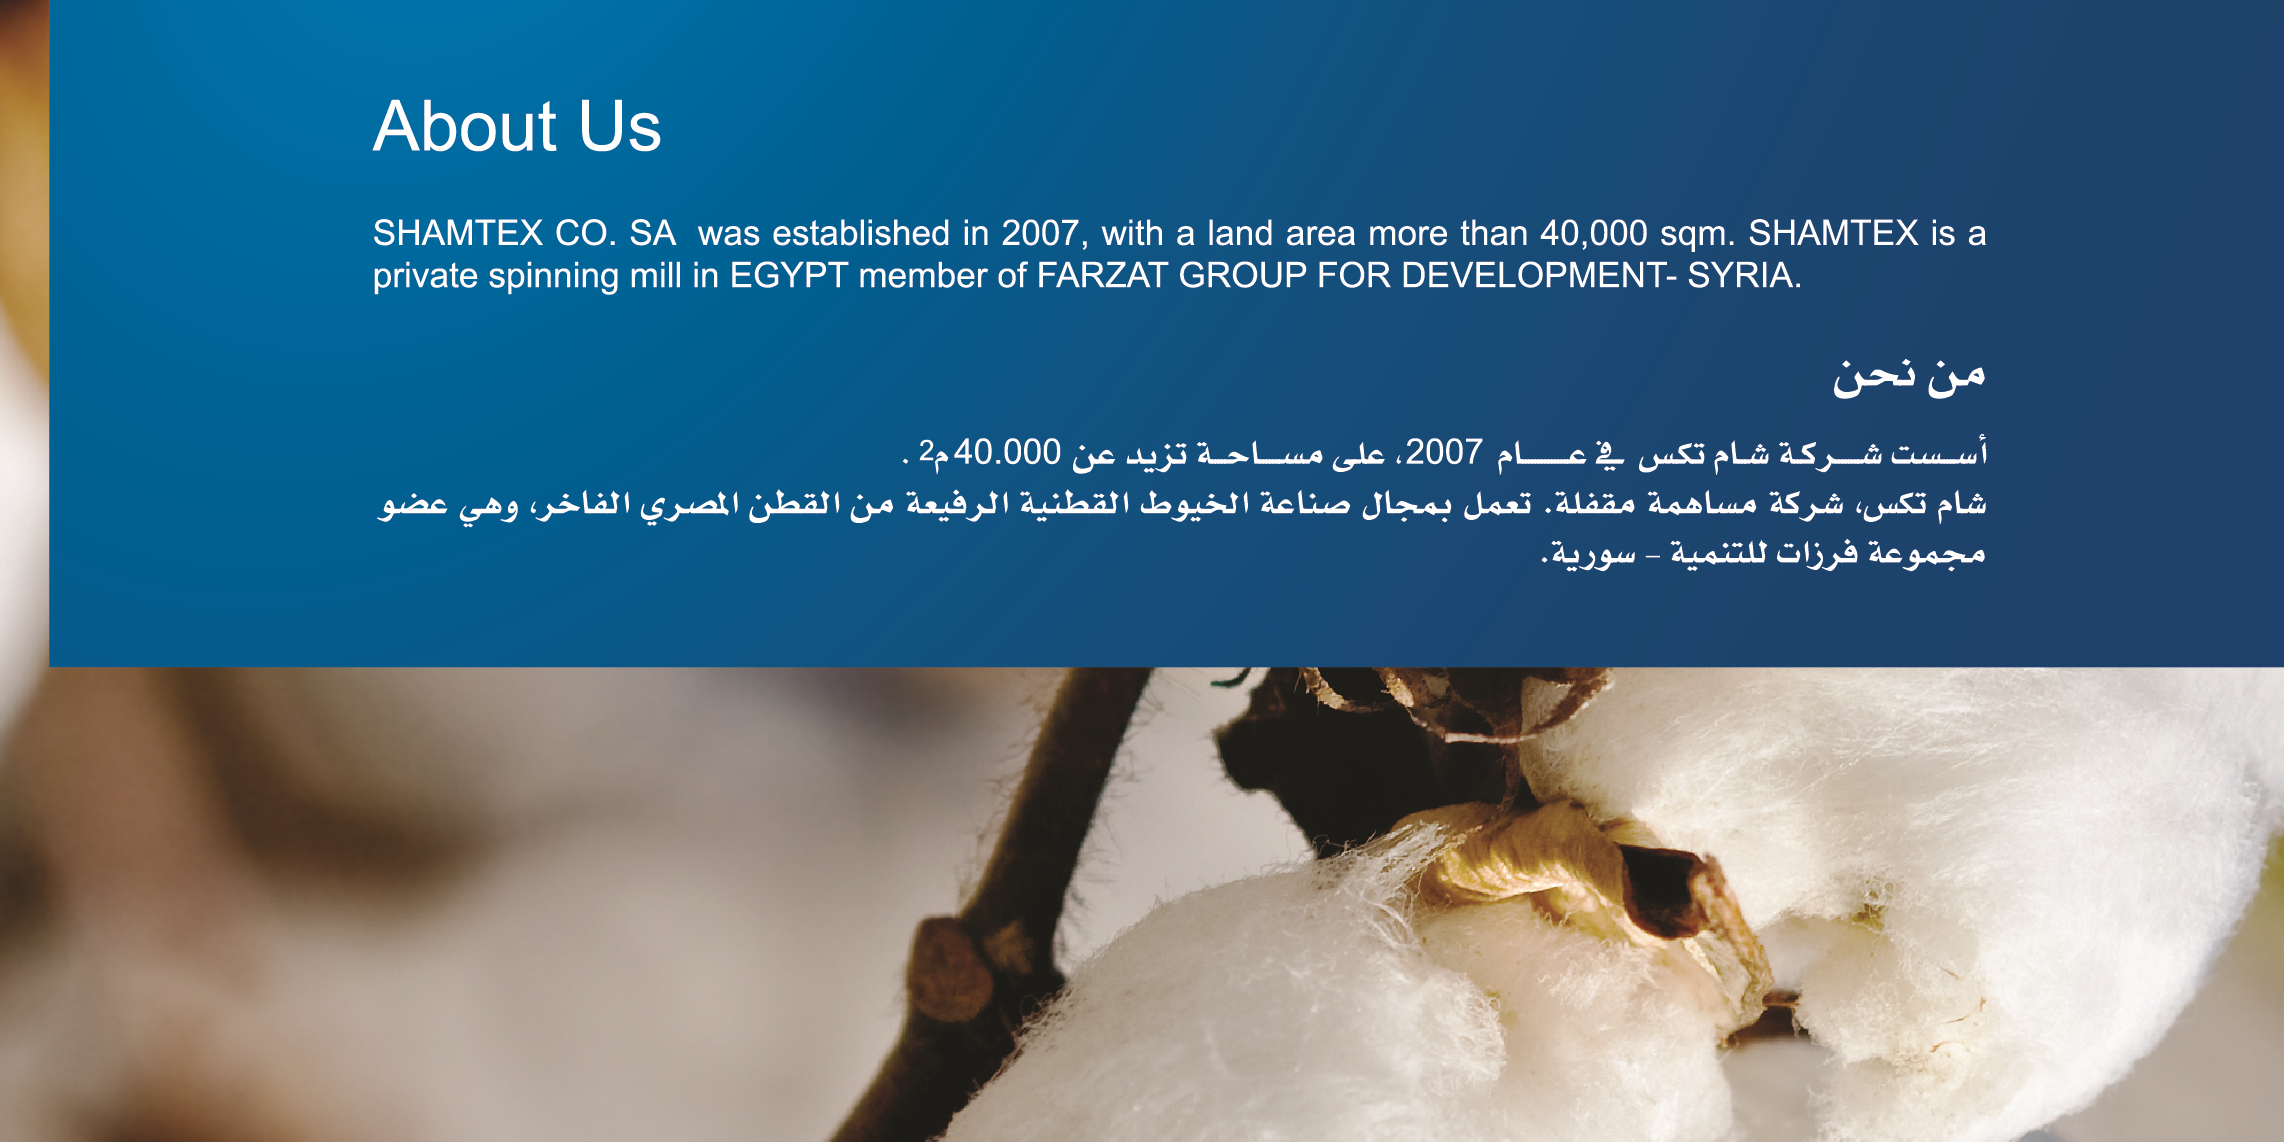 About Us
SHAMTEX CO. SA was established in 2007, with a land area more than 40,000 sqm. SHAMTEX is a
private spinning mill in EGYPT member of FARZAT GROUP FOR DEVELOPMENT- SYRIA.
من نحن
أسست شركة شام تكس في عام 2007، على مساحة تزيد عن 40.000 م2 .
شام تكس، شركة مساهمة مقفلة. تعمل بمجال صناعة الخيوط القطنية الرفيعة من القطن المصري الفاخر، وهي عضو
مجموعة فرزات للتنمية – سورية.